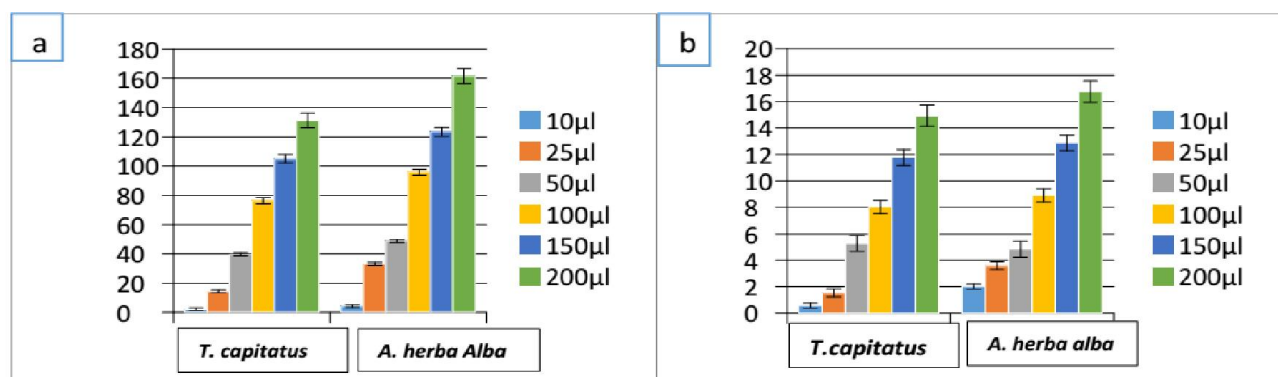 a
180
160
140
120
100
80
60
40
20
0
T. capitatus
A. herba Alba
10µl
25µl
50µl
100µl
150µl
200µl
b
20
18
16
14
12
10
8
6
4
2
0
T.capitatus
A. herba alba
10µl
25µl
50µl
100µl
150µl
200µl